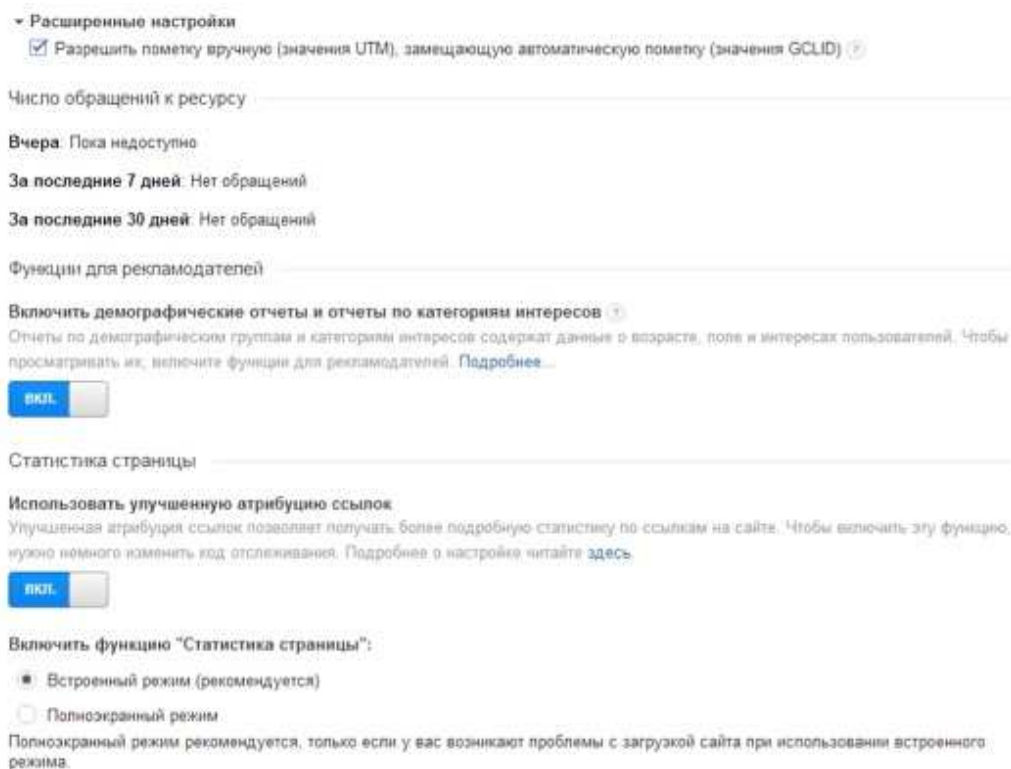 Расширенные настройки
Разрешить пометку вручную (значения UTM), замещающую автоматическую пометку (значения GCLID) ?
Число обращений к ресурсу
Вчера: Пока недоступно
За последние 7 дней: Нет обращений
За последние 30 дней: Нет обращений
Функции для рекламодателей
Включить демографические отчеты и отчеты по категориям интересов ?
Отчеты по демографическим группам и категориям интересов содержат данные о возрасте, поле и интересах пользователей. Чтобы
просматривать их, включите функции для рекламодателей. Подробнее...
ВКЛ.
Статистика страницы
Использовать улучшенную атрибуцию ссылок
Улучшенная атрибуция ссылок позволяет получать более подробную статистику по ссылкам на сайте. Чтобы включить эту функцию,
нужно немного изменить код отслеживания. Подробнее о настройке читайте здесь.
ВКЛ.
Включить функцию "Статистика страницы":
Встроенный режим (рекомендуется)
Полноэкранный режим
Полноэкранный режим рекомендуется, только если у вас возникают проблемы с загрузкой сайта при использовании встроенного
режима.